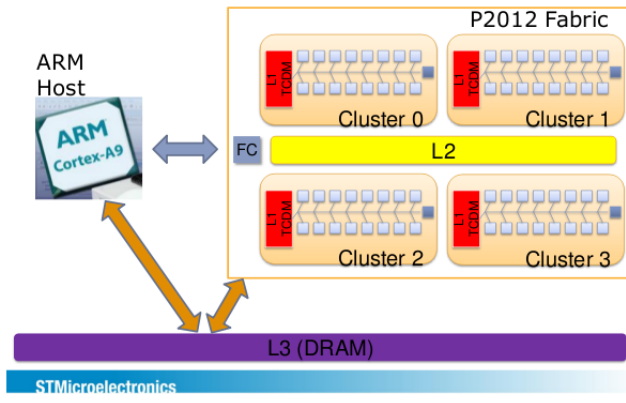 P2012 Fabric
ARM
Host
ARM
Cortex-A9
L1
TCDM
Cluster 0
L1
TCDM
Cluster 1
FC
L2
L1
TCDM
Cluster 2
L1
TCDM
Cluster 3
L3 (DRAM)
STMicroelectronics